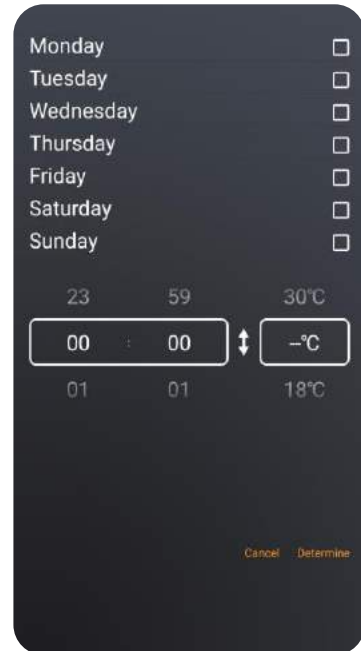 Monday
Tuesday
Wednesday
Thursday
Friday
Saturday
Sunday
23 59 30℃
00 : 00 --℃
01 01 18℃
Cancel Determine